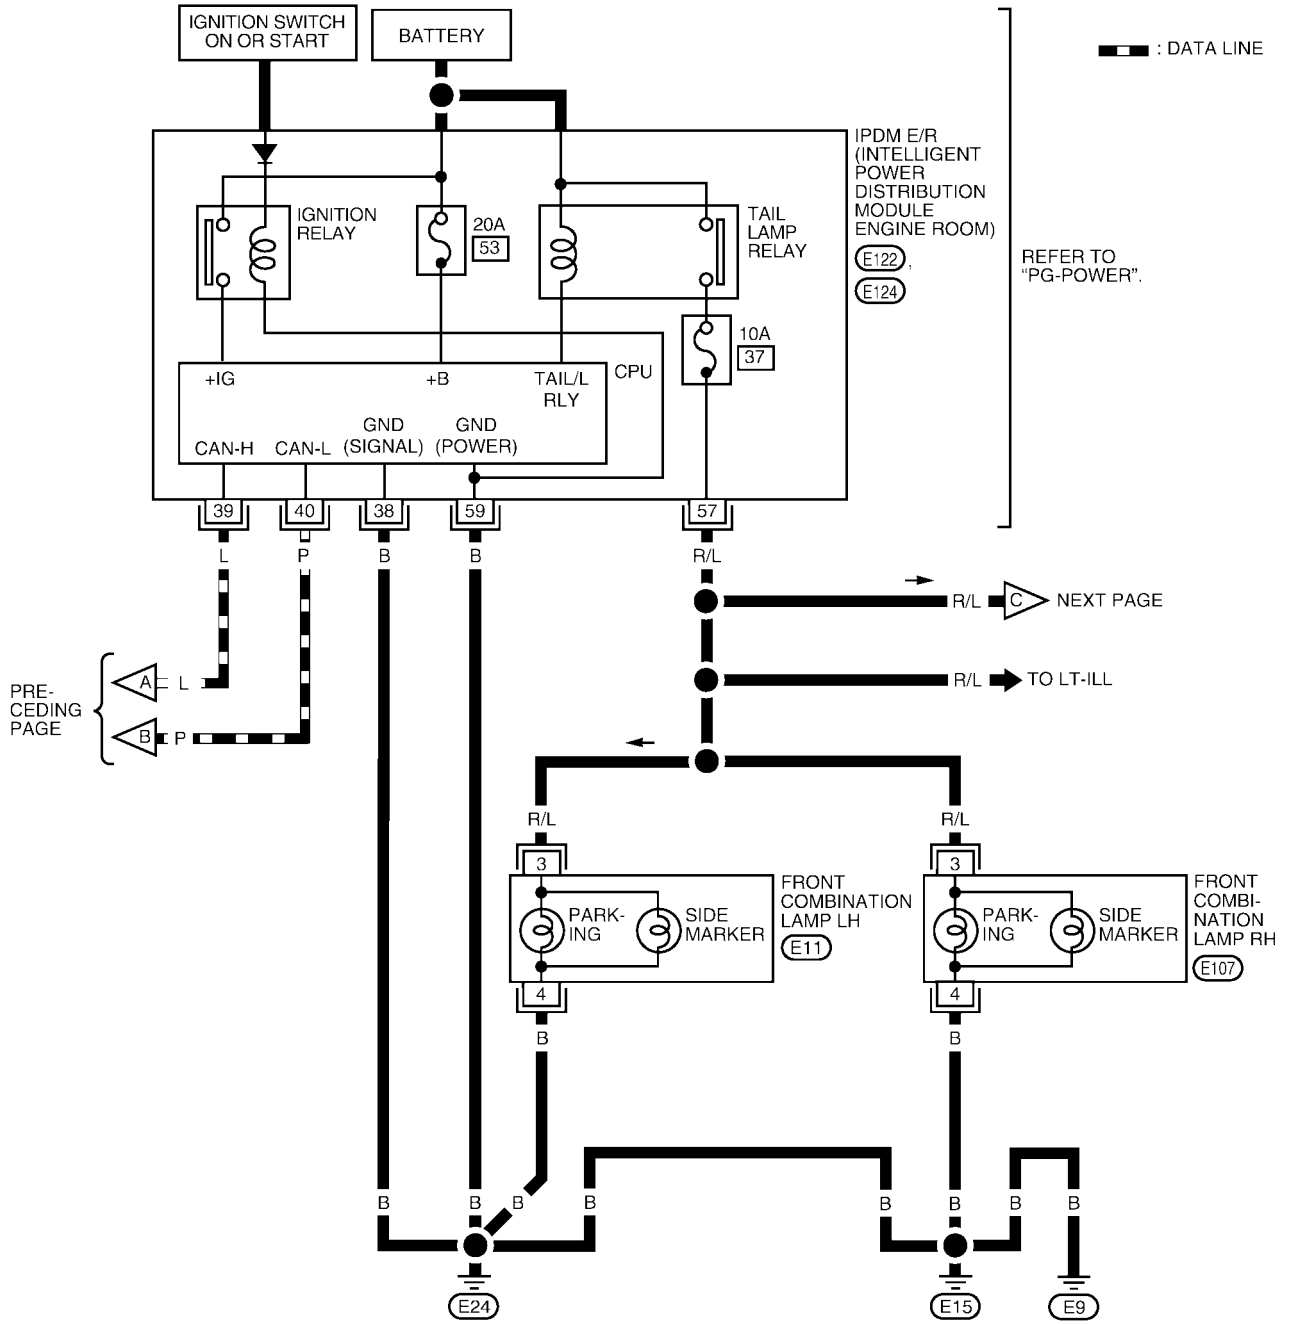 IGNITION SWITCH
ON OR START
BATTERY
: DATA LINE
IPDM E/R
(INTELLIGENT
POWER
DISTRIBUTION
MODULE
ENGINE ROOM)
E122 ,
E124
REFER TO
“PG-POWER”.
IGNITION
RELAY
20A
53
TAIL
LAMP
RELAY
10A
37
CPU
+IG
+B
TAIL/L
RLY
CAN-H
CAN-L
GND
(SIGNAL)
GND
(POWER)
39
40
38
59
57
L
P
B
B
R/L
R/L
C
NEXT PAGE
R/L
TO LT-ILL
PRE-
CEDING
PAGE
A
L
B
P
R/L
R/L
3
3
PARK-
ING
SIDE
MARKER
FRONT
COMBINATION
LAMP LH
E11
PARK-
ING
SIDE
MARKER
FRONT
COMBI-
NATION
LAMP RH
E107
4
4
B
B
B
B
B
B
B
B
B
B
E24
E15
E9